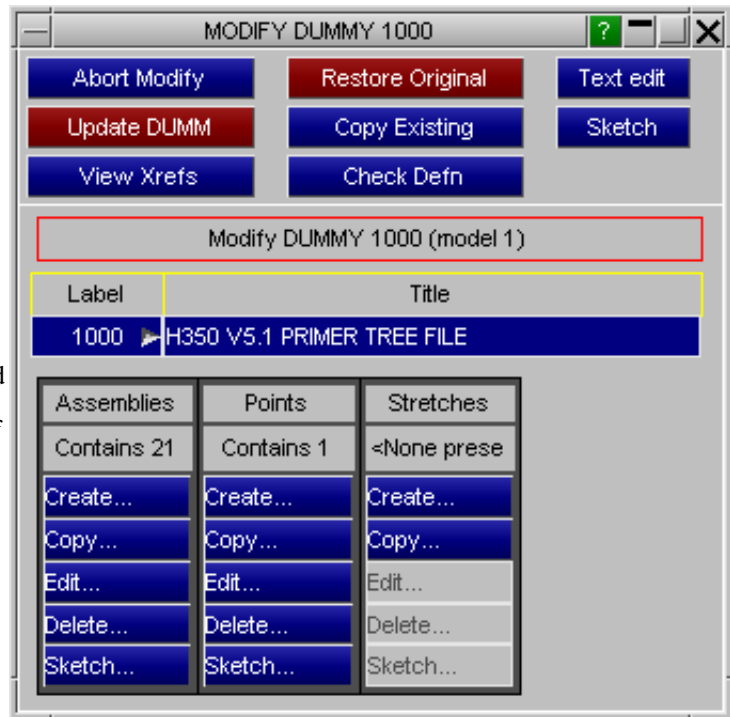 MODIFY DUMMY 1000 ?
Abort Modify Restore Original Text edit
Update DUMM Copy Existing Sketch
View Xrefs Check Defn
Modify DUMMY 1000 (model 1)
Label Title
1000 H350 V5.1 PRIMER TREE FILE
Assemblies Points Stretches
Contains 21 Contains 1 <None prese
Create... Create... Create...
Copy... Copy... Copy...
Edit... Edit... Edit...
Delete... Delete... Delete...
Sketch... Sketch... Sketch...